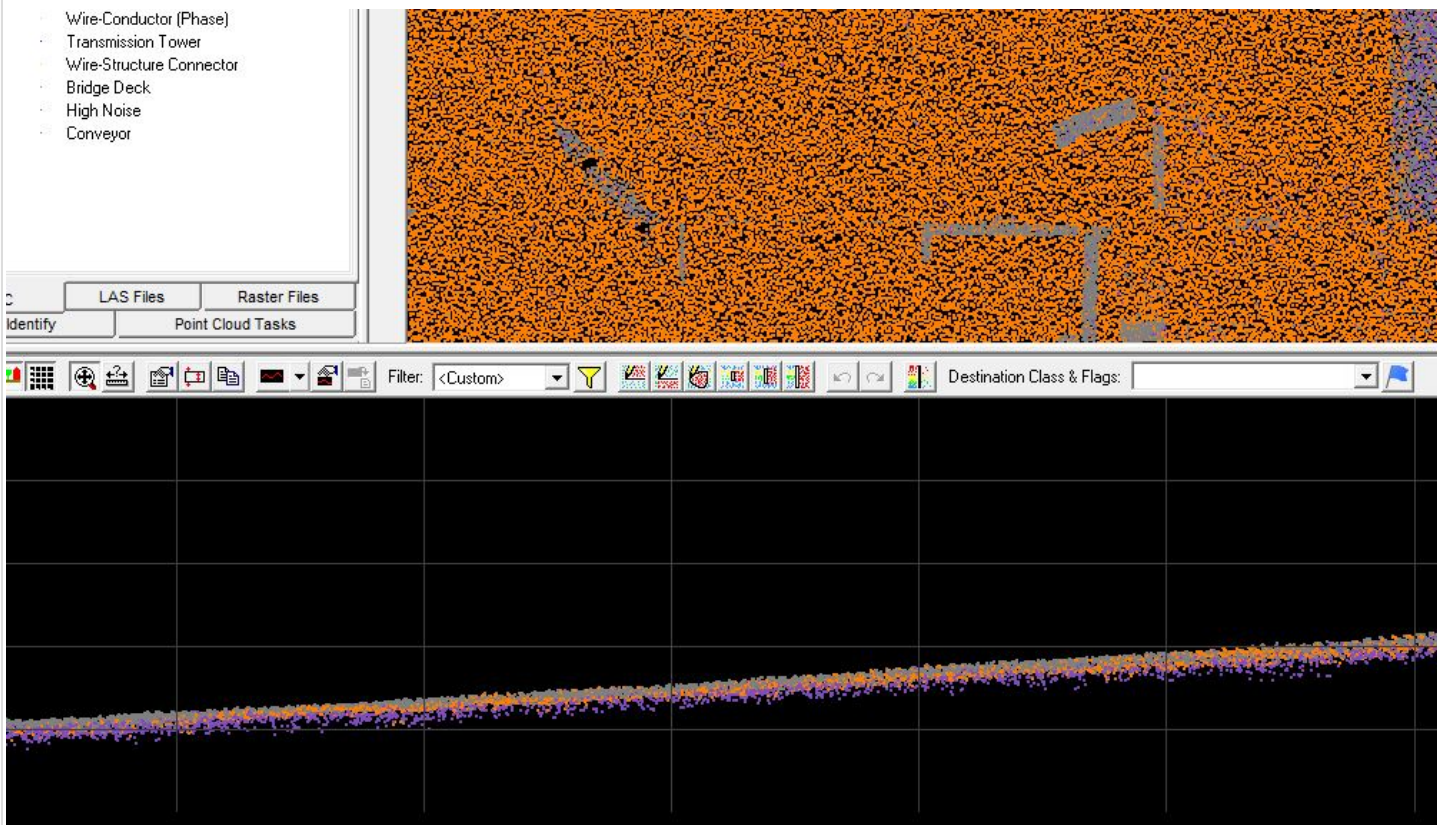 Wire-Conductor (Phase)
Transmission Tower
Wire-Structure Connector
Bridge Deck
High Noise
Conveyor
LAS Files
Raster Files
Identify
Point Cloud Tasks
Filter: <Custom>
Destination Class & Flags: